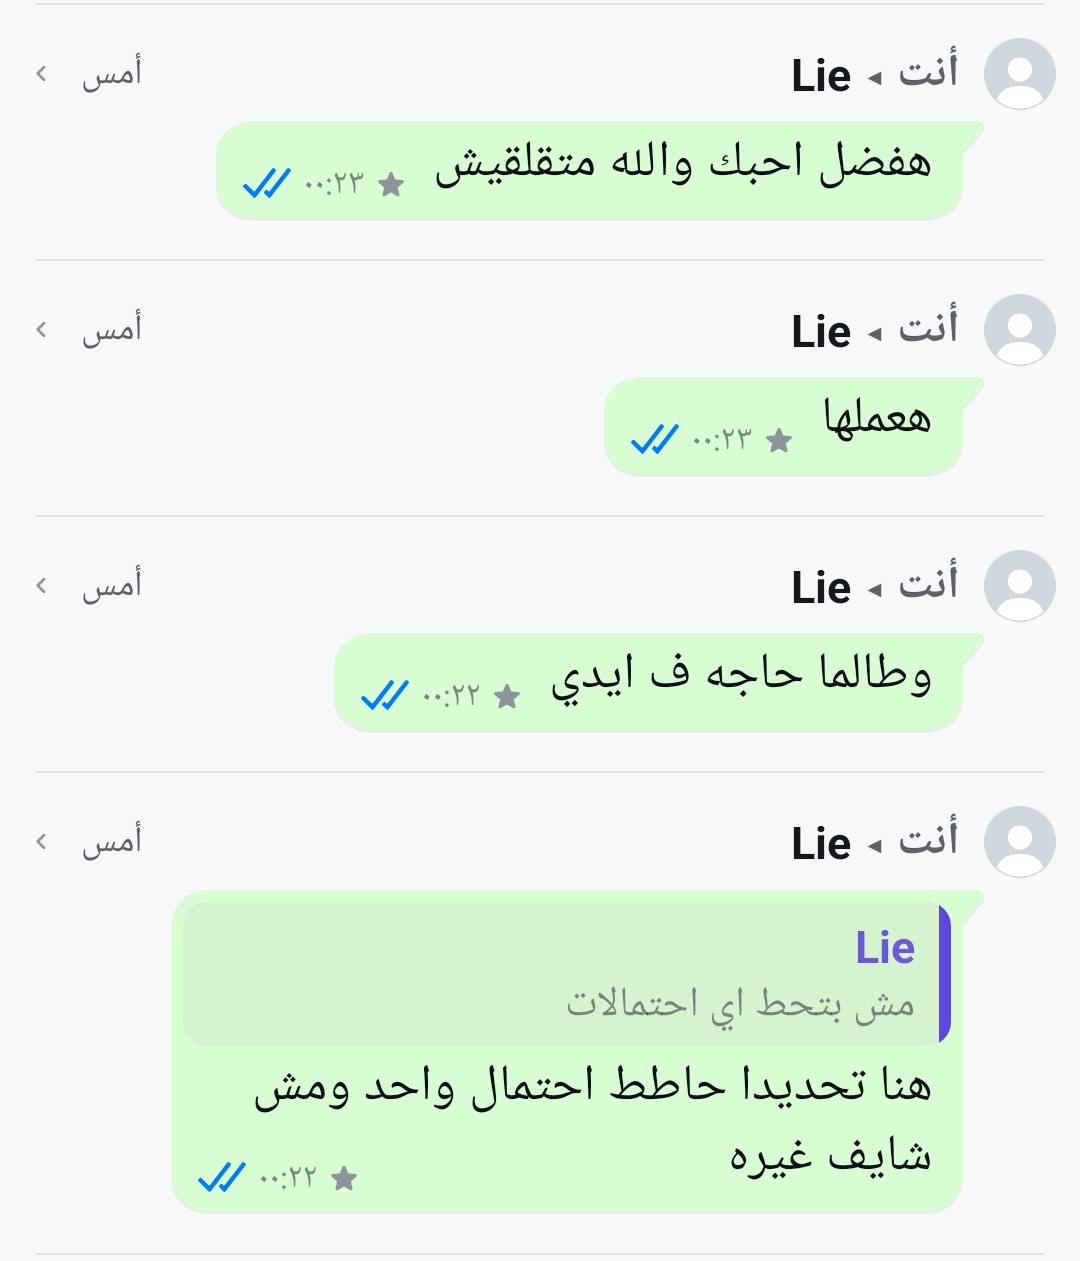 أنت ◂ Lie
أمس
هفضل احبك والله متقلقيش
٠٠:٢٣
أنت ◂ Lie
أمس
هعملها
٠٠:٢٣
أنت ◂ Lie
أمس
وطالما حاجه ف ايدي
٠٠:٢٢
أنت ◂ Lie
أمس
Lie
مش بتحط اي احتمالات
هنا تحديدا حاطط احتمال واحد ومش
شايف غيره
٠٠:٢٢